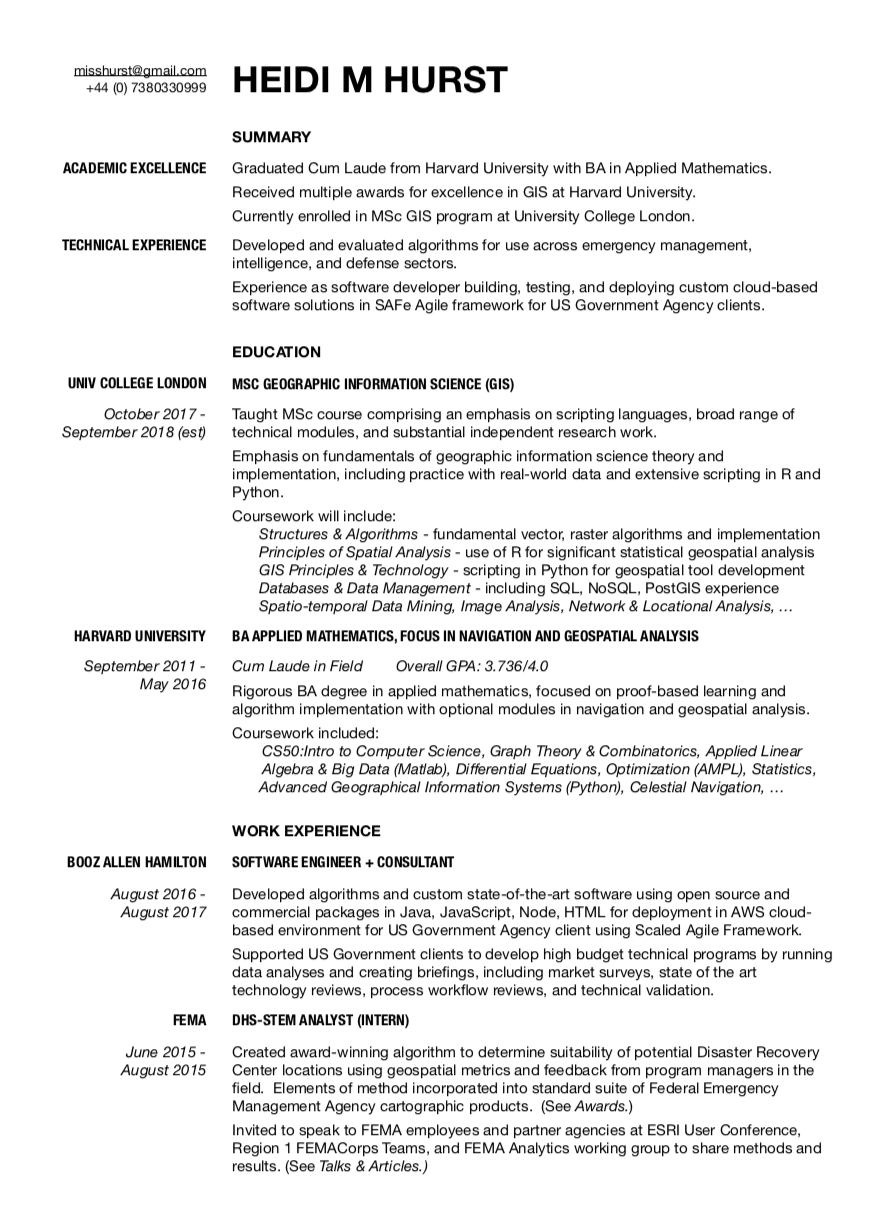 misshurst@gmail.com
+44 (0) 7380330999
HEIDI M HURST
SUMMARY
ACADEMIC EXCELLENCE
Graduated Cum Laude from Harvard University with BA in Applied Mathematics.
Received multiple awards for excellence in GIS at Harvard University.
Currently enrolled in MSc GIS program at University College London.
TECHNICAL EXPERIENCE
Developed and evaluated algorithms for use across emergency management,
intelligence, and defense sectors.
Experience as software developer building, testing, and deploying custom cloud-based
software solutions in SAFe Agile framework for US Government Agency clients.
EDUCATION
UNIV COLLEGE LONDON
MSC GEOGRAPHIC INFORMATION SCIENCE (GIS)
October 2017 -
September 2018 (est)
Taught MSc course comprising an emphasis on scripting languages, broad range of
technical modules, and substantial independent research work.
Emphasis on fundamentals of geographic information science theory and
implementation, including practice with real-world data and extensive scripting in R and
Python.
Coursework will include:
Structures & Algorithms - fundamental vector, raster algorithms and implementation
Principles of Spatial Analysis - use of R for significant statistical geospatial analysis
GIS Principles & Technology - scripting in Python for geospatial tool development
Databases & Data Management - including SQL, NoSQL, PostGIS experience
Spatio-temporal Data Mining, Image Analysis, Network & Locational Analysis, …
HARVARD UNIVERSITY
BA APPLIED MATHEMATICS, FOCUS IN NAVIGATION AND GEOSPATIAL ANALYSIS
September 2011 -
May 2016
Cum Laude in Field Overall GPA: 3.736/4.0
Rigorous BA degree in applied mathematics, focused on proof-based learning and
algorithm implementation with optional modules in navigation and geospatial analysis.
Coursework included:
CS50:Intro to Computer Science, Graph Theory & Combinatorics, Applied Linear
Algebra & Big Data (Matlab), Differential Equations, Optimization (AMPL), Statistics,
Advanced Geographical Information Systems (Python), Celestial Navigation, …
WORK EXPERIENCE
BOOZ ALLEN HAMILTON
SOFTWARE ENGINEER + CONSULTANT
August 2016 -
August 2017
Developed algorithms and custom state-of-the-art software using open source and
commercial packages in Java, JavaScript, Node, HTML for deployment in AWS cloud-
based environment for US Government Agency client using Scaled Agile Framework.
Supported US Government clients to develop high budget technical programs by running
data analyses and creating briefings, including market surveys, state of the art
technology reviews, process workflow reviews, and technical validation.
FEMA
DHS-STEM ANALYST (INTERN)
June 2015 -
August 2015
Created award-winning algorithm to determine suitability of potential Disaster Recovery
Center locations using geospatial metrics and feedback from program managers in the
field. Elements of method incorporated into standard suite of Federal Emergency
Management Agency cartographic products. (See Awards.)
Invited to speak to FEMA employees and partner agencies at ESRI User Conference,
Region 1 FEMACorps Teams, and FEMA Analytics working group to share methods and
results. (See Talks & Articles.)